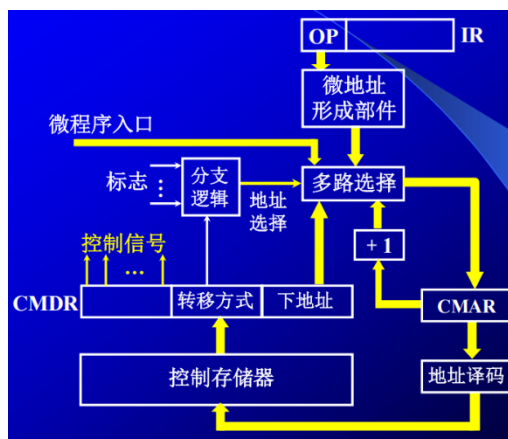 OP
IR
微地址
形成部件
微程序入口
标志
⋮
分支
逻辑
地址
选择
多路选择
控制信号
…
+1
CMDR
转移方式
下地址
CMAR
控制存储器
地址译码